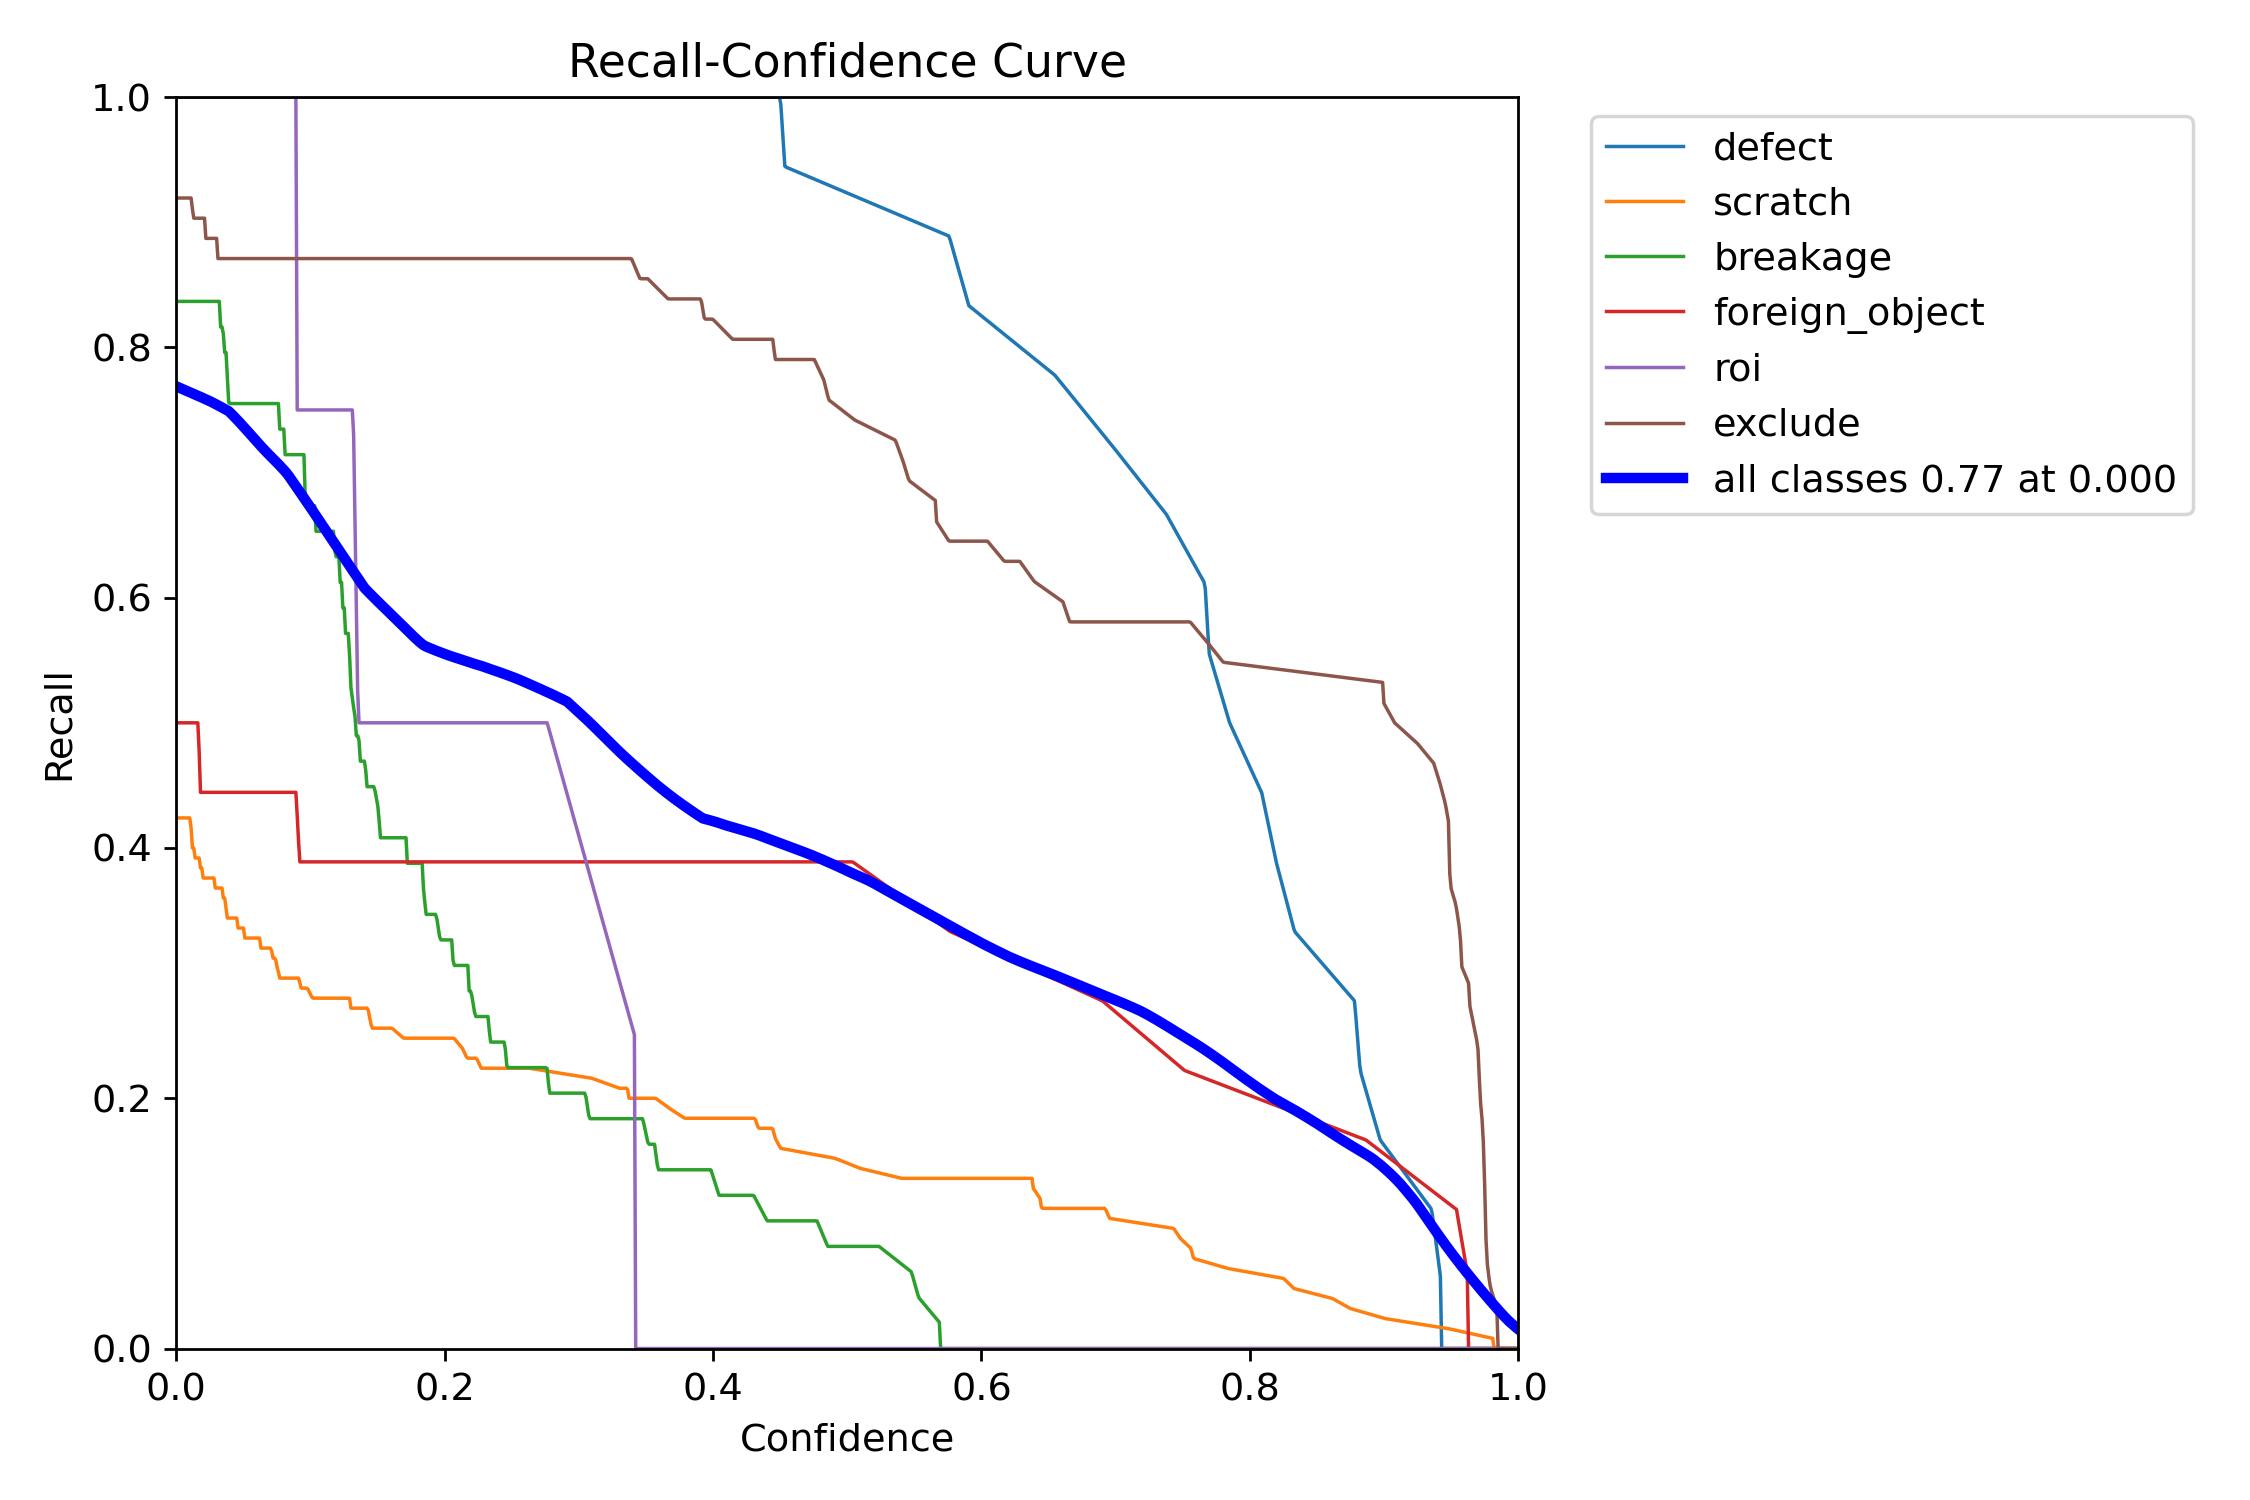 Recall-Confidence Curve
1.0
0.8
0.6
0.4
0.2
0.0
Recall
0.0 0.2 0.4 0.6 0.8 1.0
Confidence
defect
scratch
breakage
foreign_object
roi
exclude
all classes 0.77 at 0.000